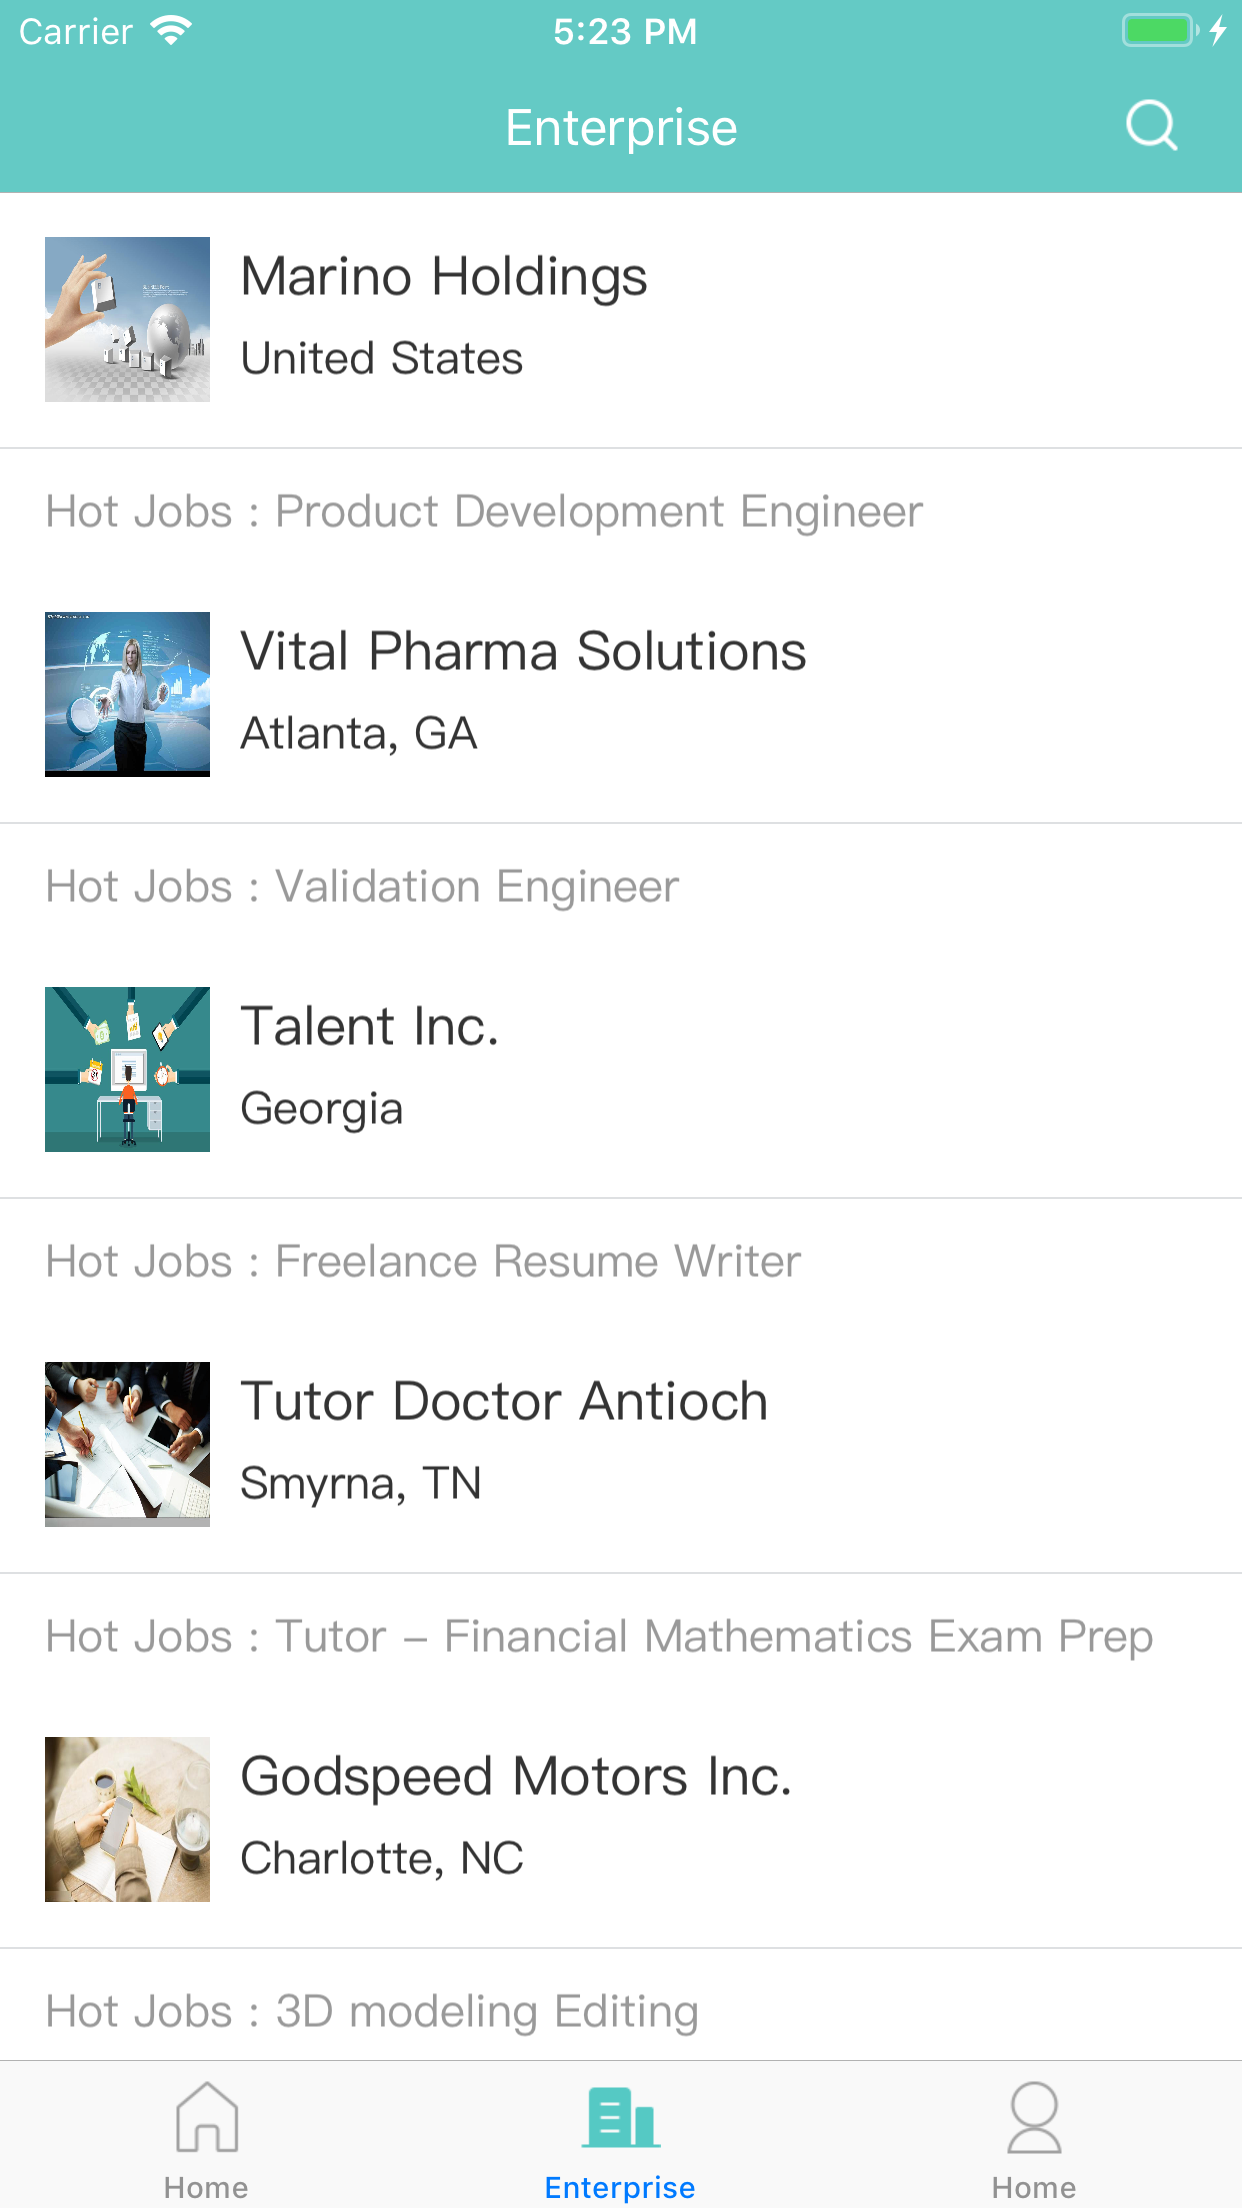 Carrier
5:23 PM
Enterprise
Marino Holdings
United States
Hot Jobs : Product Development Engineer
Vital Pharma Solutions
Atlanta, GA
Hot Jobs : Validation Engineer
Talent Inc.
Georgia
Hot Jobs : Freelance Resume Writer
Tutor Doctor Antioch
Smyrna, TN
Hot Jobs : Tutor – Financial Mathematics Exam Prep
Godspeed Motors Inc.
Charlotte, NC
Hot Jobs : 3D modeling Editing
Home
Enterprise
Home